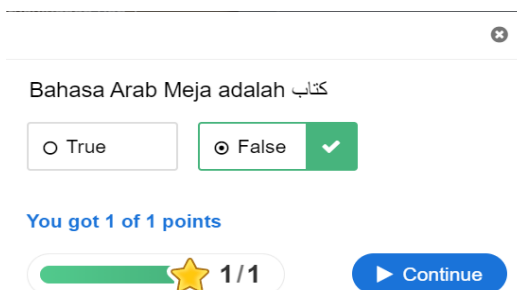 Bahasa Arab Meja adalah كتاب
True
False
You got 1 of 1 points
1/1
Continue